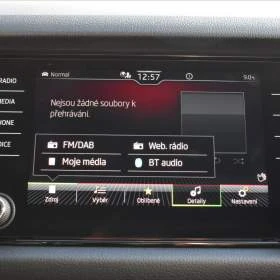 RADIO
MEDIA
PHONE
OICE
Normal
12:57
Nejsou žádné soubory k
přehrávání.
FM/DAB
Web. rádio
Moje média
BT audio
Zdroj
Výběr
Oblíbené
Detaily
Nastavení